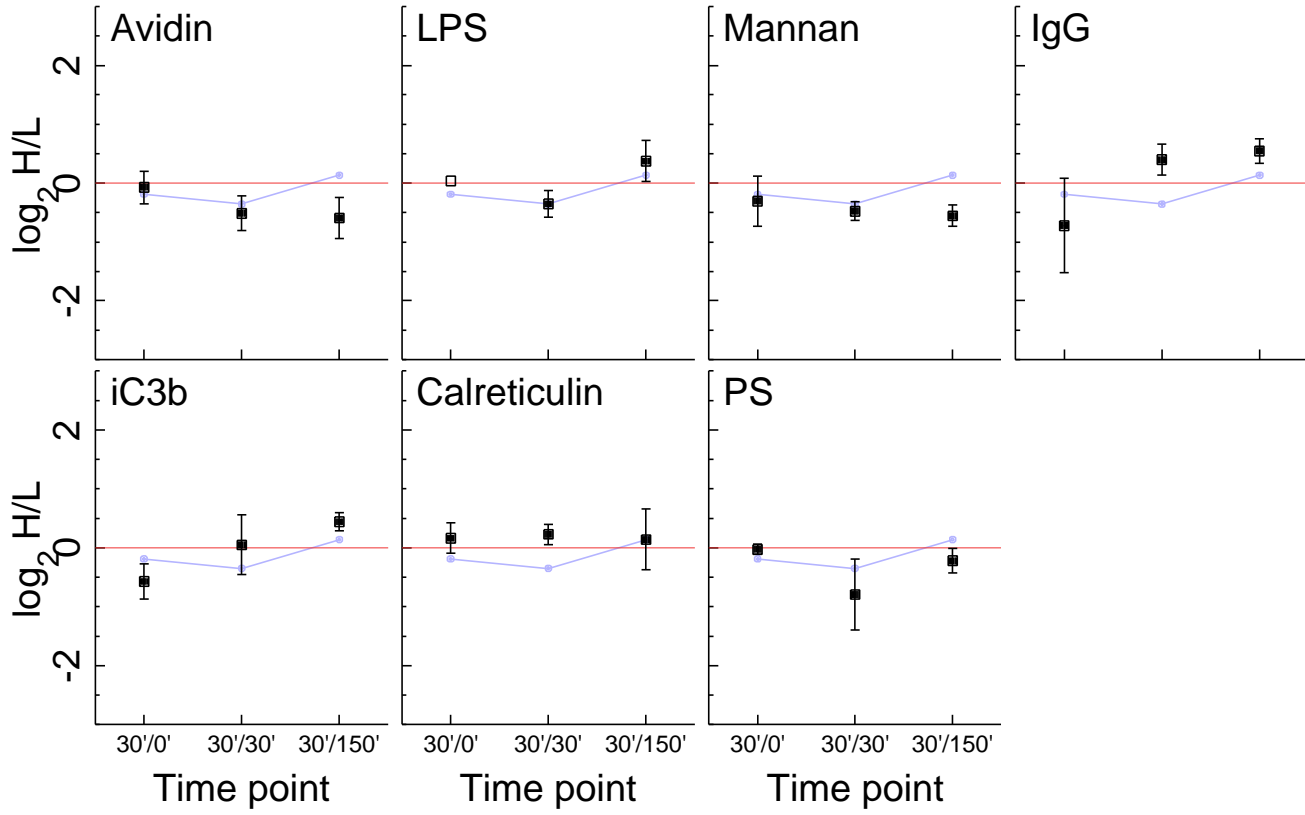 Avidin LPS Mannan IgG
log2 H/L
2
0
-2
iC3b Calreticulin PS
log2 H/L
2
0
-2
30'/0' 30'/30' 30'/150' 30'/0' 30'/30' 30'/150' 30'/0' 30'/30' 30'/150'
Time point Time point Time point